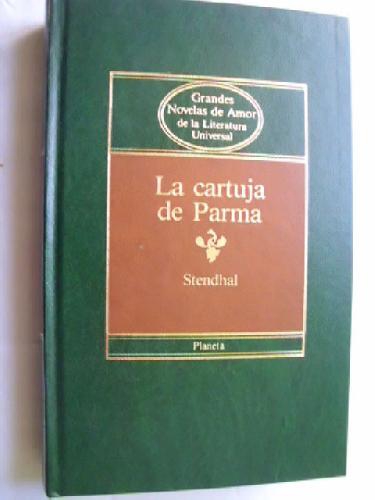 Grandes
Novelas de Amor
de la Literatura
Universal
La cartuja
de Parma
Stendhal
Planeta